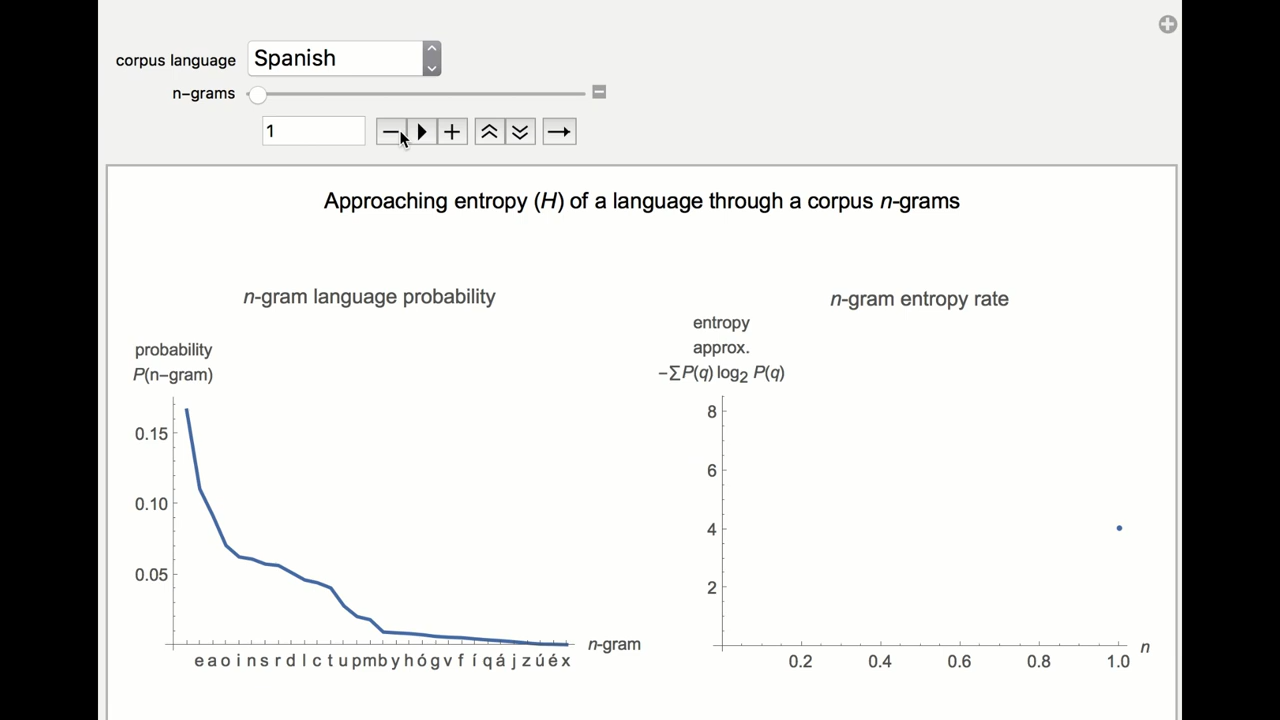 corpus language Spanish
n-grams
1
Approaching entropy (H) of a language through a corpus n-grams
n-gram language probability
probability
P(n-gram)
0.15
0.10
0.05
e a o i n s r d l c t u p m b y h ó g v f í q á j z ú é x
n-gram
n-gram entropy rate
entropy
approx.
-∑P(q) log2 P(q)
8
6
4
2
0.2 0.4 0.6 0.8 1.0
n